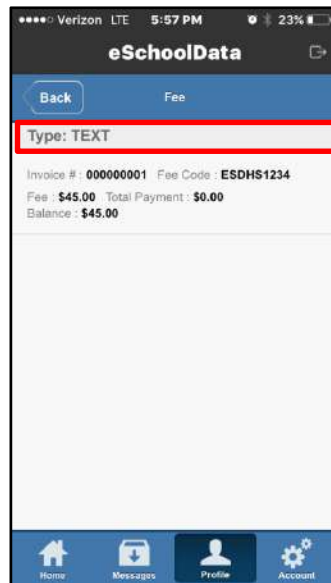 Verizon LTE 5:57 PM 23%
eSchoolData
Back Fee
Type: TEXT
Invoice # : 000000001 Fee Code : ESDHS1234
Fee : $45.00 Total Payment : $0.00
Balance : $45.00
Home Messages Profile Account